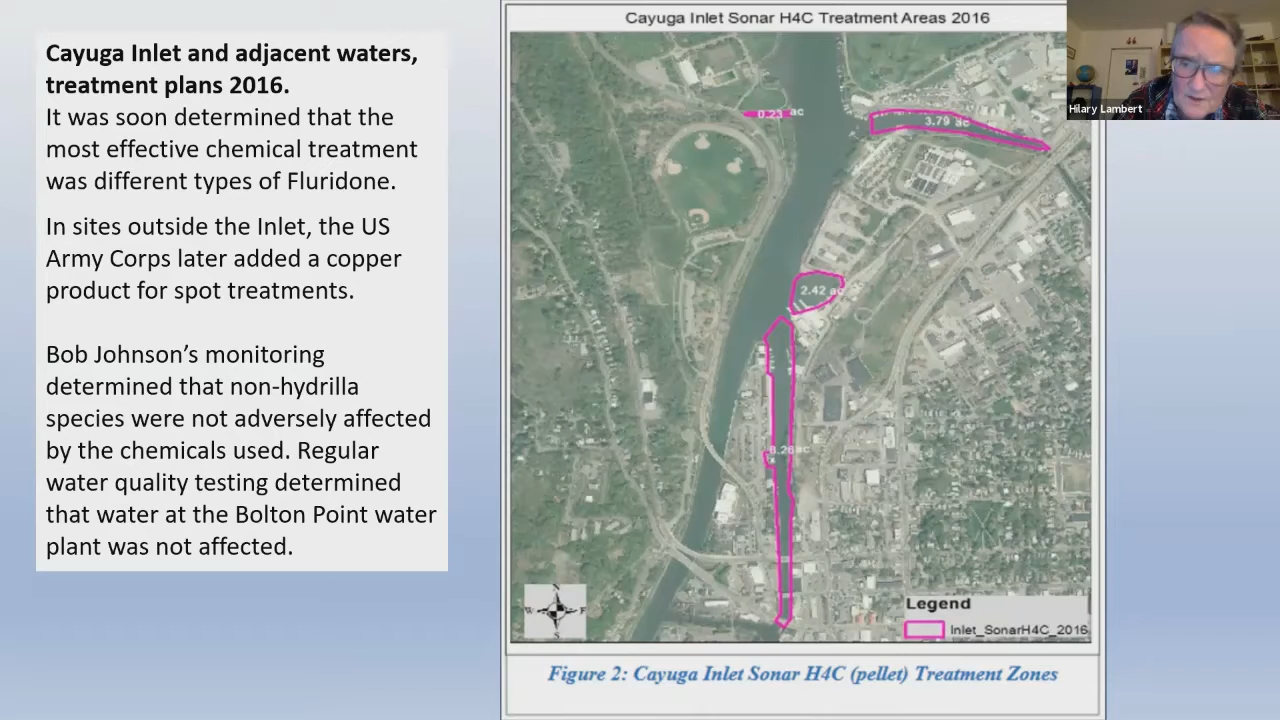 Cayuga Inlet and adjacent waters,
treatment plans 2016.
It was soon determined that the
most effective chemical treatment
was different types of Fluridone.
In sites outside the Inlet, the US
Army Corps later added a copper
product for spot treatments.
Bob Johnson’s monitoring
determined that non-hydrilla
species were not adversely affected
by the chemicals used. Regular
water quality testing determined
that water at the Bolton Point water
plant was not affected.
Cayuga Inlet Sonar H4C Treatment Areas 2016
0.23 ac
3.79 ac
2.42 ac
8.26ac
N
W E
S
Legend
Inlet_SonarH4C_2016
Figure 2: Cayuga Inlet Sonar H4C (pellet) Treatment Zones
Hilary Lambert